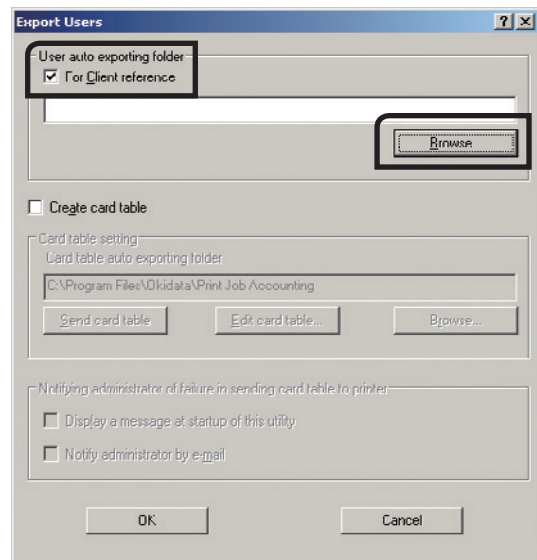 Export Users
User auto exporting folder
For Client reference
Browse
Create card table
Card table setting
Card table auto exporting folder
C:\Program Files\Okidata\Print Job Accounting
Send card table Edit card table... Browse...
Notifying administrator of failure in sending card table to printer
Display a message at startup of this utility
Notify administrator by e-mail
OK Cancel